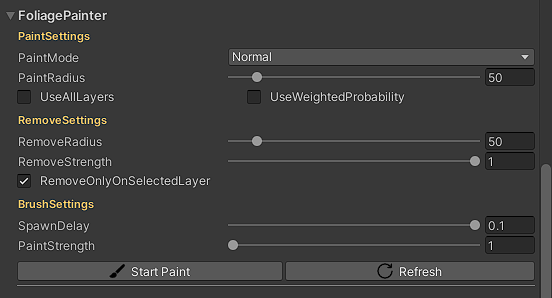 FoliagePainter
PaintSettings
PaintMode Normal
PaintRadius 50
UseAllLayers UseWeightedProbability
RemoveSettings
RemoveRadius 50
RemoveStrength 1
RemoveOnlyOnSelectedLayer
BrushSettings
SpawnDelay 0.1
PaintStrength 1
Start Paint Refresh